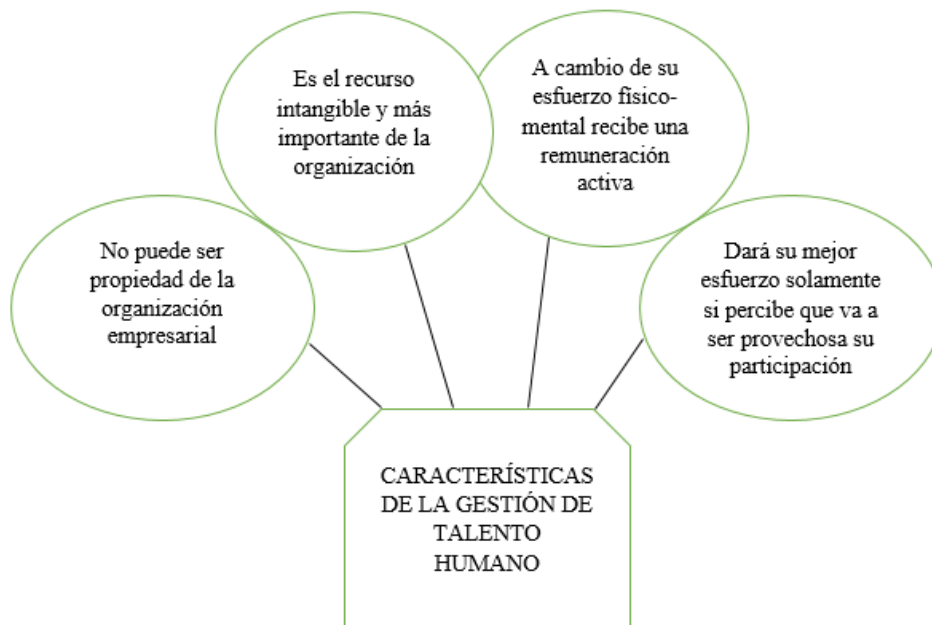 Es el recurso
intangible y más
importante de la
organización
A cambio de su
esfuerzo físico-
mental recibe una
remuneración
activa
No puede ser
propiedad de la
organización
empresarial
Dará su mejor
esfuerzo solamente
si percibe que va a
ser provechosa su
participación
CARACTERÍSTICAS
DE LA GESTIÓN DE
TALENTO
HUMANO